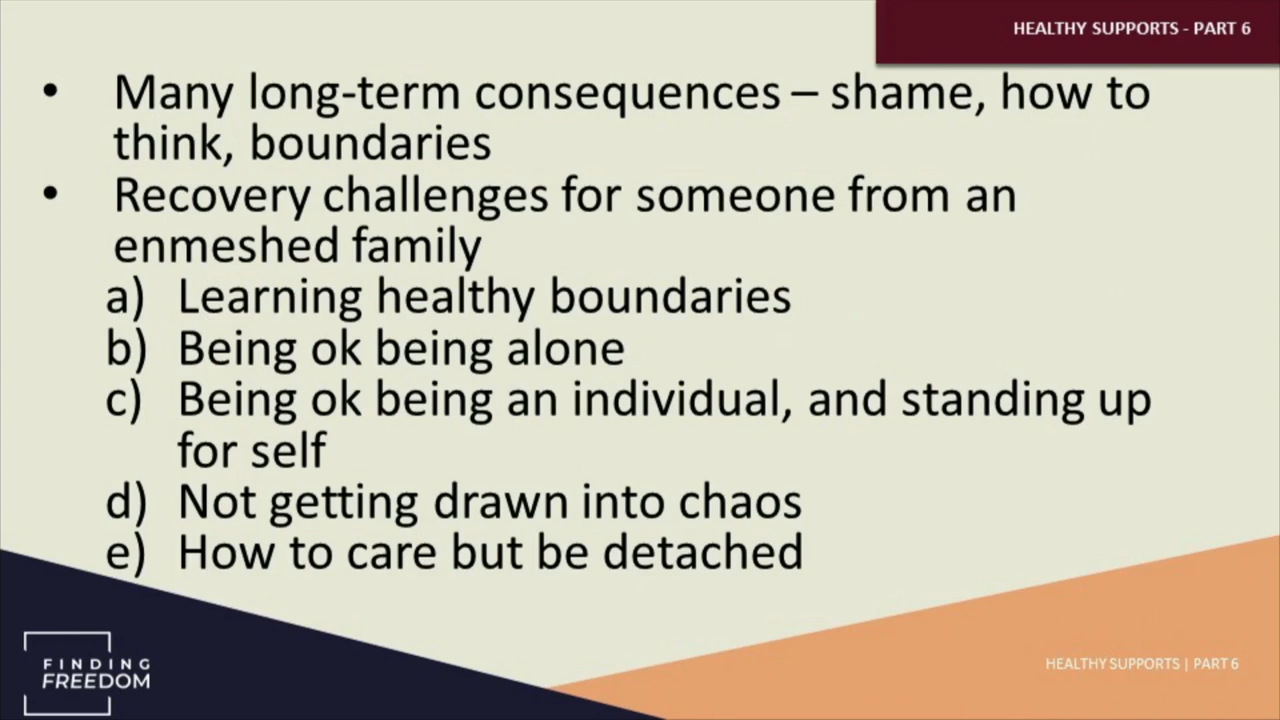 HEALTHY SUPPORTS - PART 6
• Many long-term consequences – shame, how to
think, boundaries
• Recovery challenges for someone from an
enmeshed family
a) Learning healthy boundaries
b) Being ok being alone
c) Being ok being an individual, and standing up
for self
d) Not getting drawn into chaos
e) How to care but be detached
FINDING
FREEDOM
HEALTHY SUPPORTS | PART 6